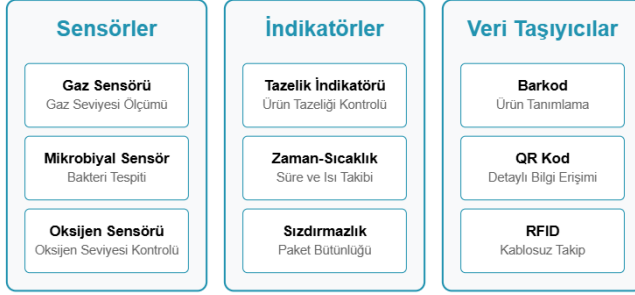 Sensörler
Gaz Sensörü
Gaz Seviyesi Ölçümü
Mikrobiyal Sensör
Bakteri Tespiti
Oksijen Sensörü
Oksijen Seviyesi Kontrolü
İndikatörler
Tazelik İndikatörü
Ürün Tazeliği Kontrolü
Zaman-Sıcaklık
Süre ve Isı Takibi
Sızdırmazlık
Paket Bütünlüğü
Veri Taşıyıcılar
Barkod
Ürün Tanımlama
QR Kod
Detaylı Bilgi Erişimi
RFID
Kablosuz Takip